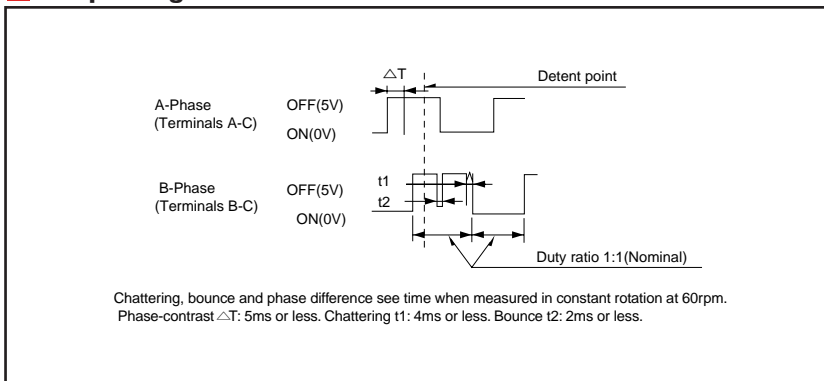 △T
Detent point
A-Phase
(Terminals A-C)
OFF(5V)
ON(0V)
B-Phase
(Terminals B-C)
OFF(5V)
ON(0V)
t1
t2
Duty ratio 1:1(Nominal)
Chattering, bounce and phase difference see time when measured in constant rotation at 60rpm.
Phase-contrast △T: 5ms or less. Chattering t1: 4ms or less. Bounce t2: 2ms or less.